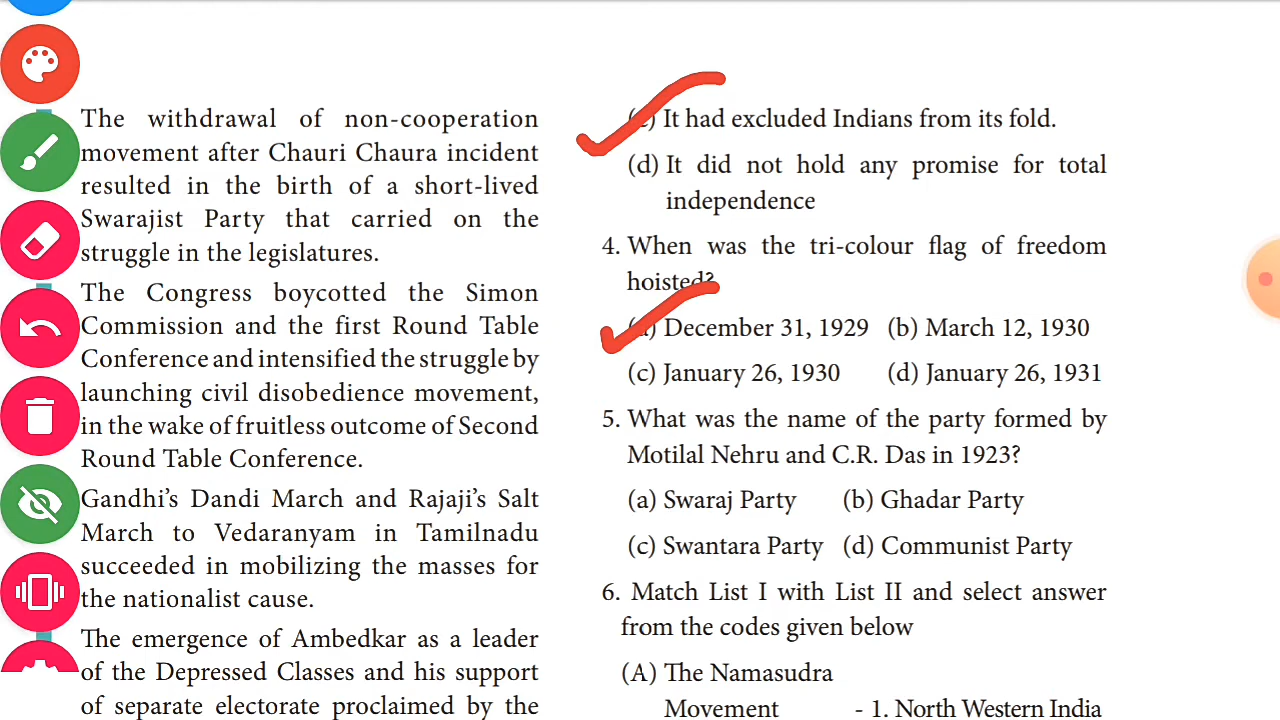 The withdrawal of non-cooperation
movement after Chauri Chaura incident
resulted in the birth of a short-lived
Swarajist Party that carried on the
struggle in the legislatures.
The Congress boycotted the Simon
Commission and the first Round Table
Conference and intensified the struggle by
launching civil disobedience movement,
in the wake of fruitless outcome of Second
Round Table Conference.
Gandhi's Dandi March and Rajaji's Salt
March to Vedaranyam in Tamilnadu
succeeded in mobilizing the masses for
the nationalist cause.
The emergence of Ambedkar as a leader
of the Depressed Classes and his support
of separate electorate proclaimed by the
It had excluded Indians from its fold.
(d) It did not hold any promise for total
independence
4. When was the tri-colour flag of freedom
hoisted?
(a) December 31, 1929 (b) March 12, 1930
(c) January 26, 1930 (d) January 26, 1931
5. What was the name of the party formed by
Motilal Nehru and C.R. Das in 1923?
(a) Swaraj Party (b) Ghadar Party
(c) Swantara Party (d) Communist Party
6. Match List I with List II and select answer
from the codes given below
(A) The Namasudra
Movement - 1. North Western India